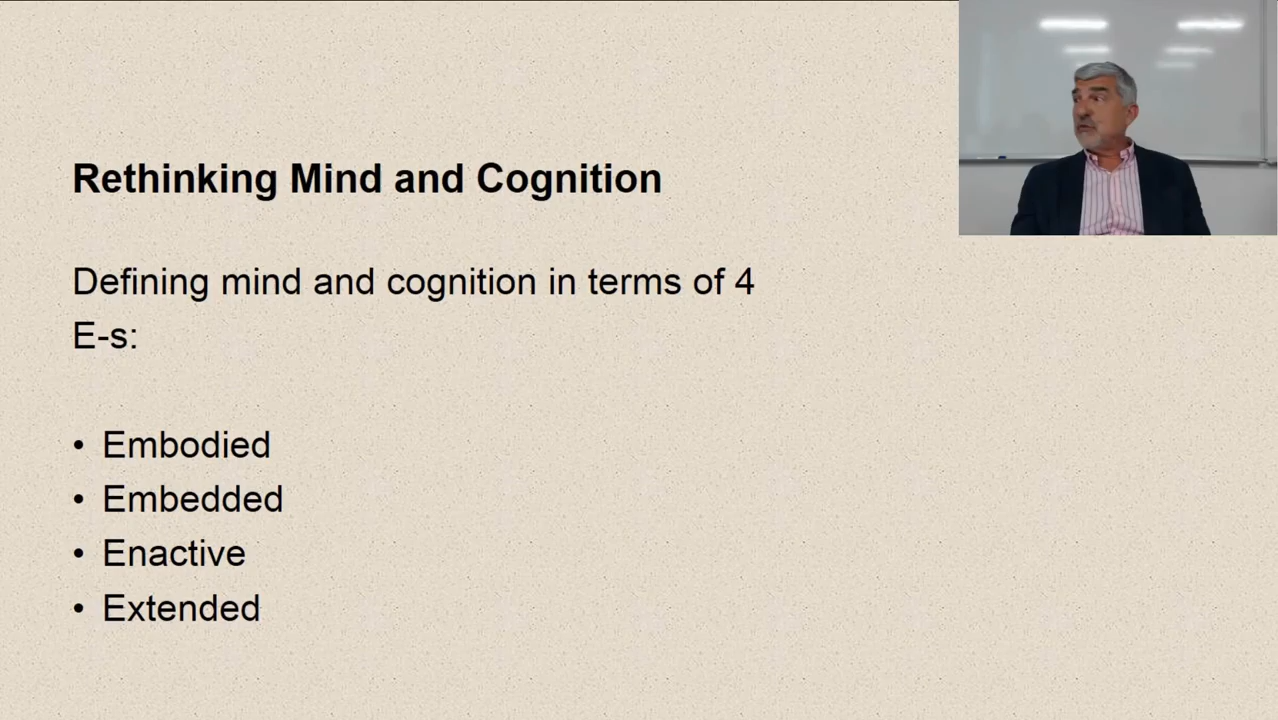 Rethinking Mind and Cognition
Defining mind and cognition in terms of 4
E-s:
• Embodied
• Embedded
• Enactive
• Extended